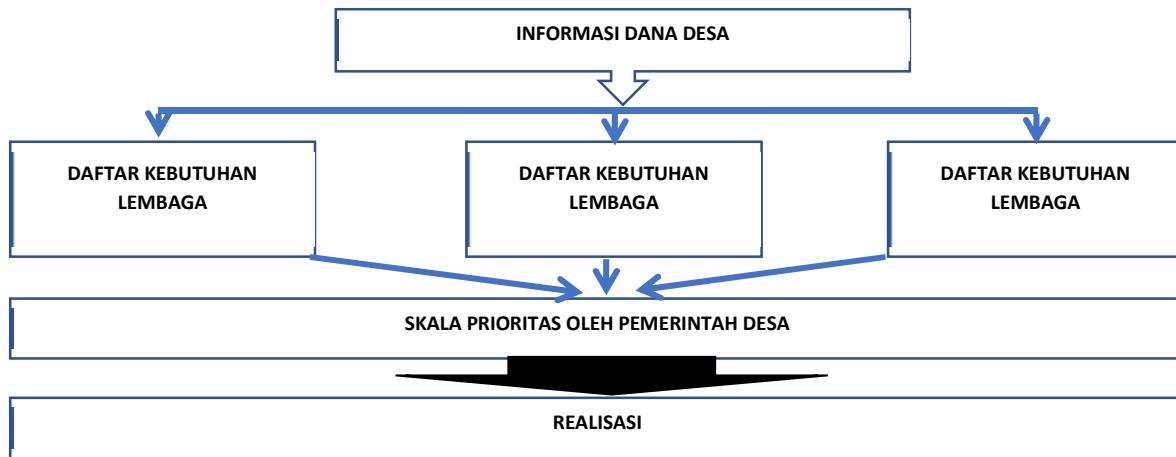 INFORMASI DANA DESA
DAFTAR KEBUTUHAN
LEMBAGA
DAFTAR KEBUTUHAN
LEMBAGA
DAFTAR KEBUTUHAN
LEMBAGA
SKALA PRIORITAS OLEH PEMERINTAH DESA
REALISASI